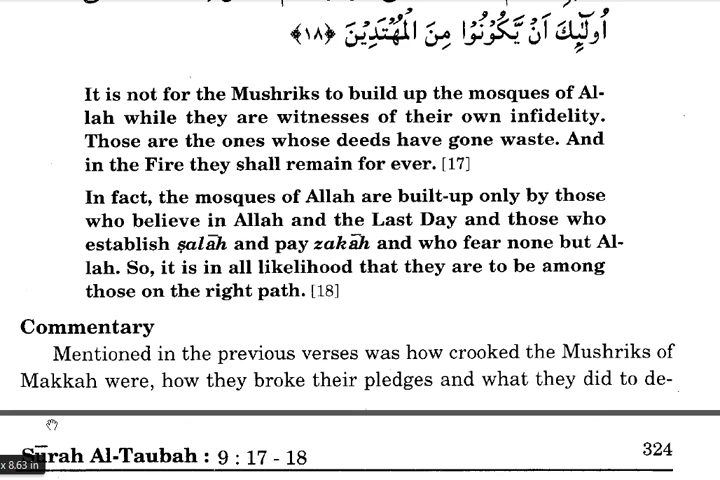 أُولَٰئِكَ أَنْ يَّكُوْنُوْا مِنَ الْمُهْتَدِيْنَ ﴿١٨﴾
It is not for the Mushriks to build up the mosques of Al-
lah while they are witnesses of their own infidelity.
Those are the ones whose deeds have gone waste. And
in the Fire they shall remain for ever. [17]
In fact, the mosques of Allah are built-up only by those
who believe in Allah and the Last Day and those who
establish ṣalāh and pay zakāh and who fear none but Al-
lah. So, it is in all likelihood that they are to be among
those on the right path. [18]
Commentary
Mentioned in the previous verses was how crooked the Mushriks of
Makkah were, how they broke their pledges and what they did to de-
Sūrah Al-Taubah : 9 : 17 - 18
324
x 8.63 in